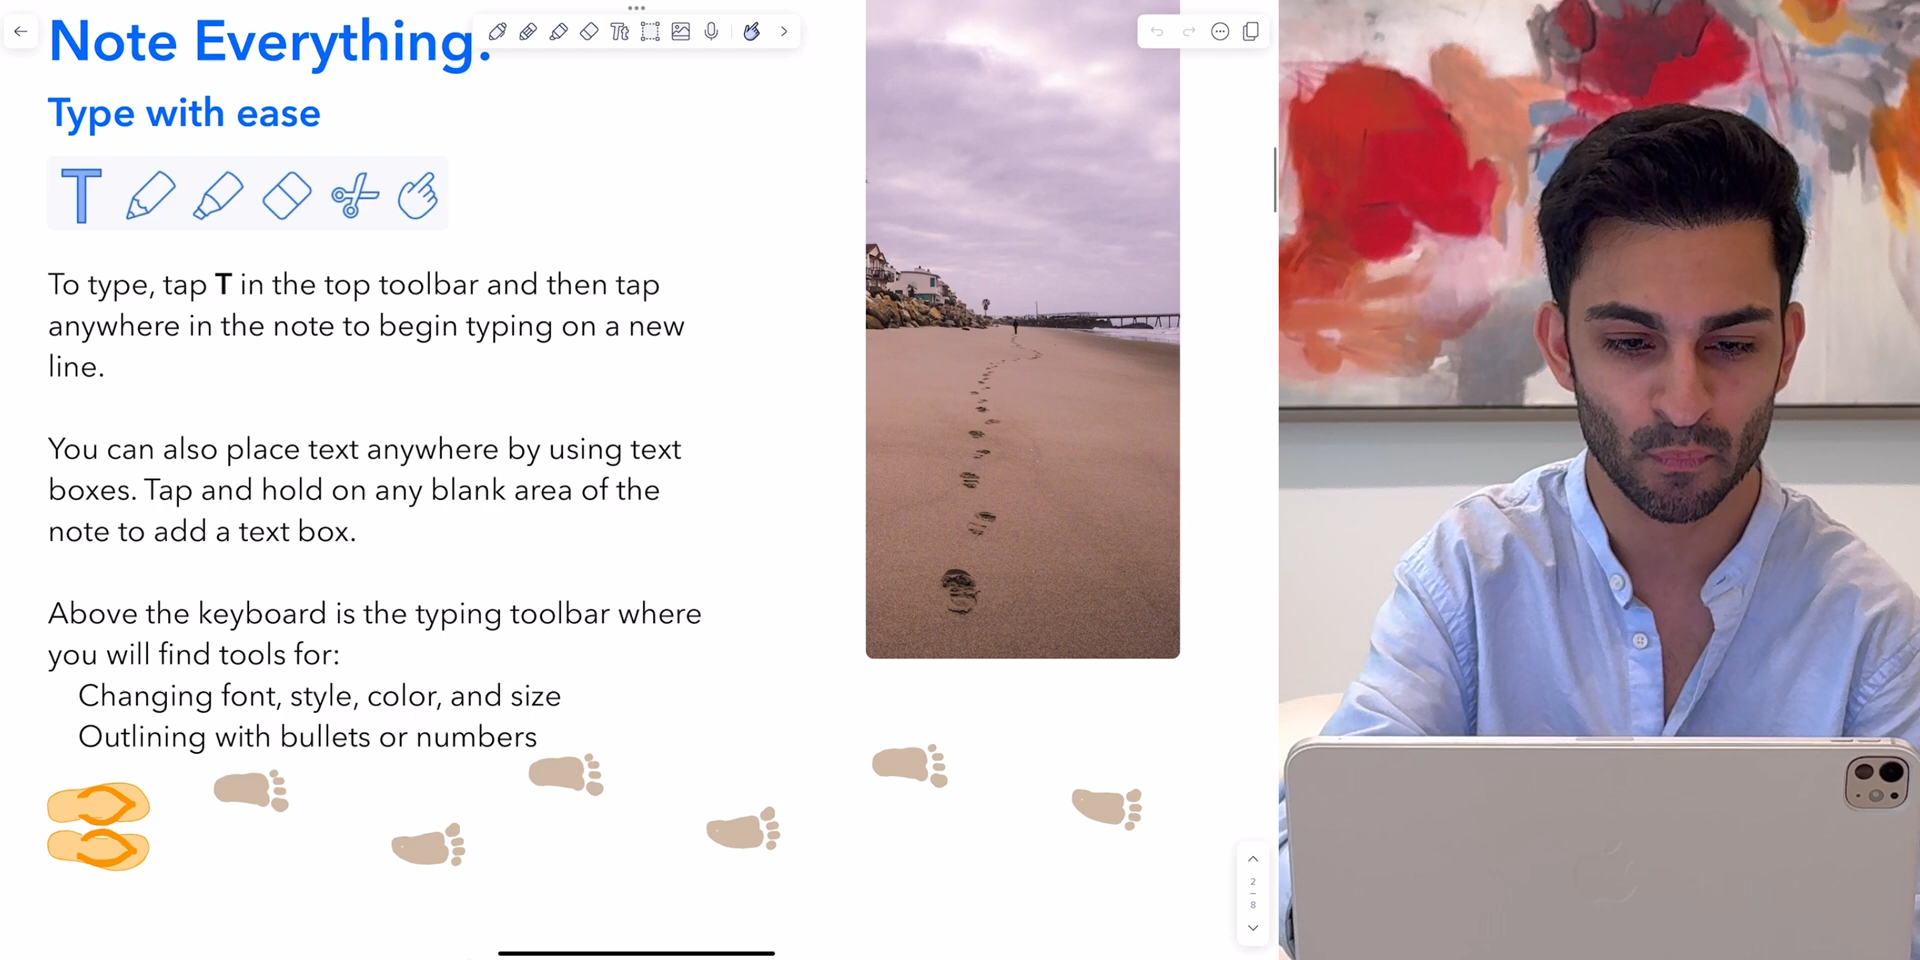 Note Everything.
Type with ease
T
To type, tap T in the top toolbar and then tap
anywhere in the note to begin typing on a new
line.
You can also place text anywhere by using text
boxes. Tap and hold on any blank area of the
note to add a text box.
Above the keyboard is the typing toolbar where
you will find tools for:
Changing font, style, color, and size
Outlining with bullets or numbers
Tt
2
8